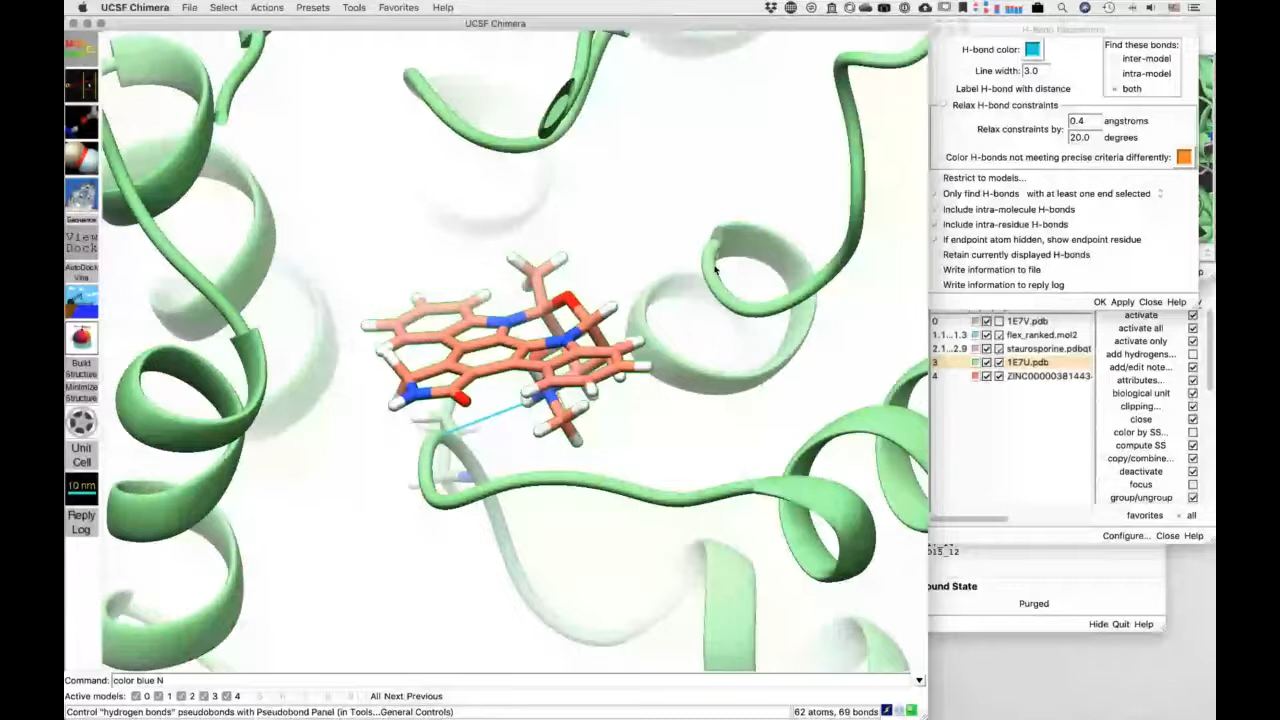 UCSF Chimera File Select Actions Presets Tools Favorites Help
UCSF Chimera
Sequence
View
Dock
AutoDock
Vina
Build
Structure
Minimize
Structure
Unit
Cell
10 nm
Reply
Log
H-bond color:
Line width: 3.0
Label H-bond with distance
Find these bonds:
inter-model
intra-model
both
Relax H-bond constraints
Relax constraints by:
0.4 angstroms
20.0 degrees
Color H-bonds not meeting precise criteria differently:
Restrict to models...
Only find H-bonds with at least one end selected
Include intra-molecule H-bonds
Include intra-residue H-bonds
If endpoint atom hidden, show endpoint residue
Retain currently displayed H-bonds
Write information to file
Write information to reply log
OK Apply Close Help
0 1E7V.pdb
1.1...1.3 flex_ranked.mol2
2.1...2.9 staurosporine.pdbqt
3 1E7U.pdb
4 ZINC00000381443
activate
activate all
activate only
add hydrogens...
add/edit note...
attributes...
biological unit
clipping...
close
color by SS...
compute SS
copy/combine...
deactivate
focus
group/ungroup
favorites all
Configure... Close Help
015_12
ound State
Purged
Hide Quit Help
Command: color blue N
Active models: 0 1 2 3 4 5 6 7 8 9 All Next Previous
Control "hydrogen bonds" pseudobonds with Pseudobond Panel (in Tools...General Controls) 62 atoms, 69 bonds